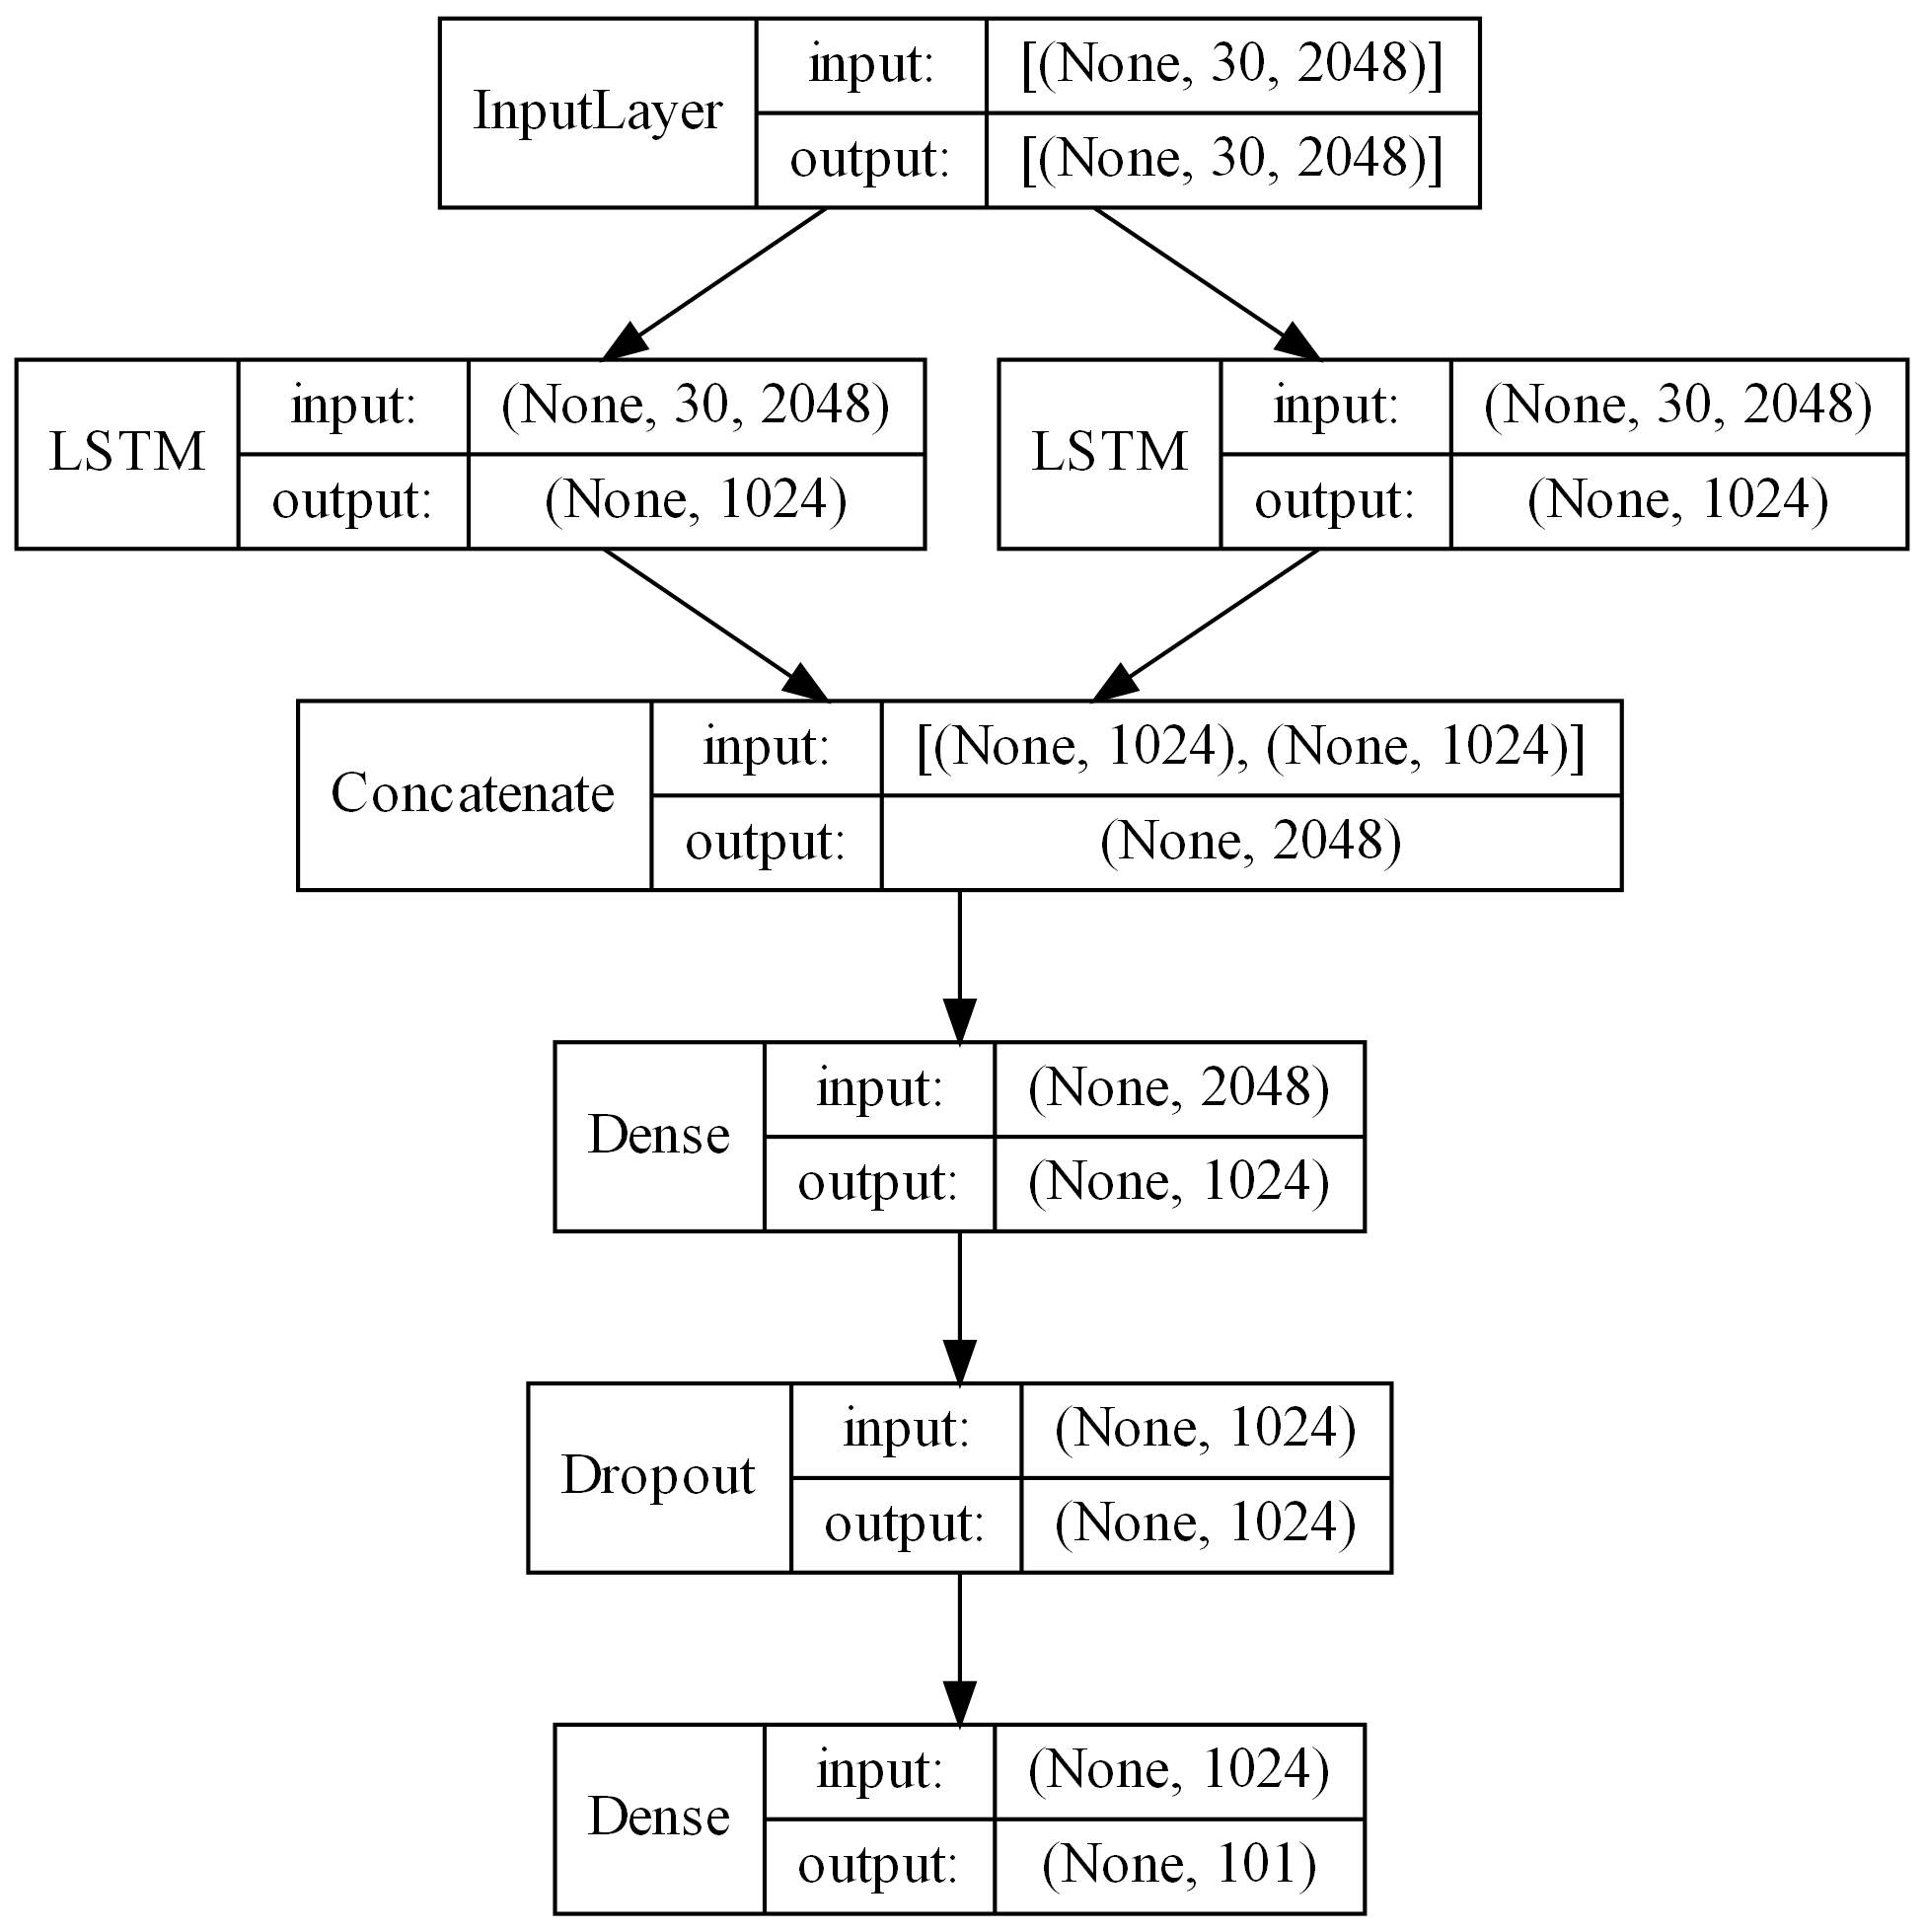 InputLayer
input:
[(None, 30, 2048)]
output:
[(None, 30, 2048)]
LSTM
input:
(None, 30, 2048)
output:
(None, 1024)
LSTM
input:
(None, 30, 2048)
output:
(None, 1024)
Concatenate
input:
[(None, 1024), (None, 1024)]
output:
(None, 2048)
Dense
input:
(None, 2048)
output:
(None, 1024)
Dropout
input:
(None, 1024)
output:
(None, 1024)
Dense
input:
(None, 1024)
output:
(None, 101)